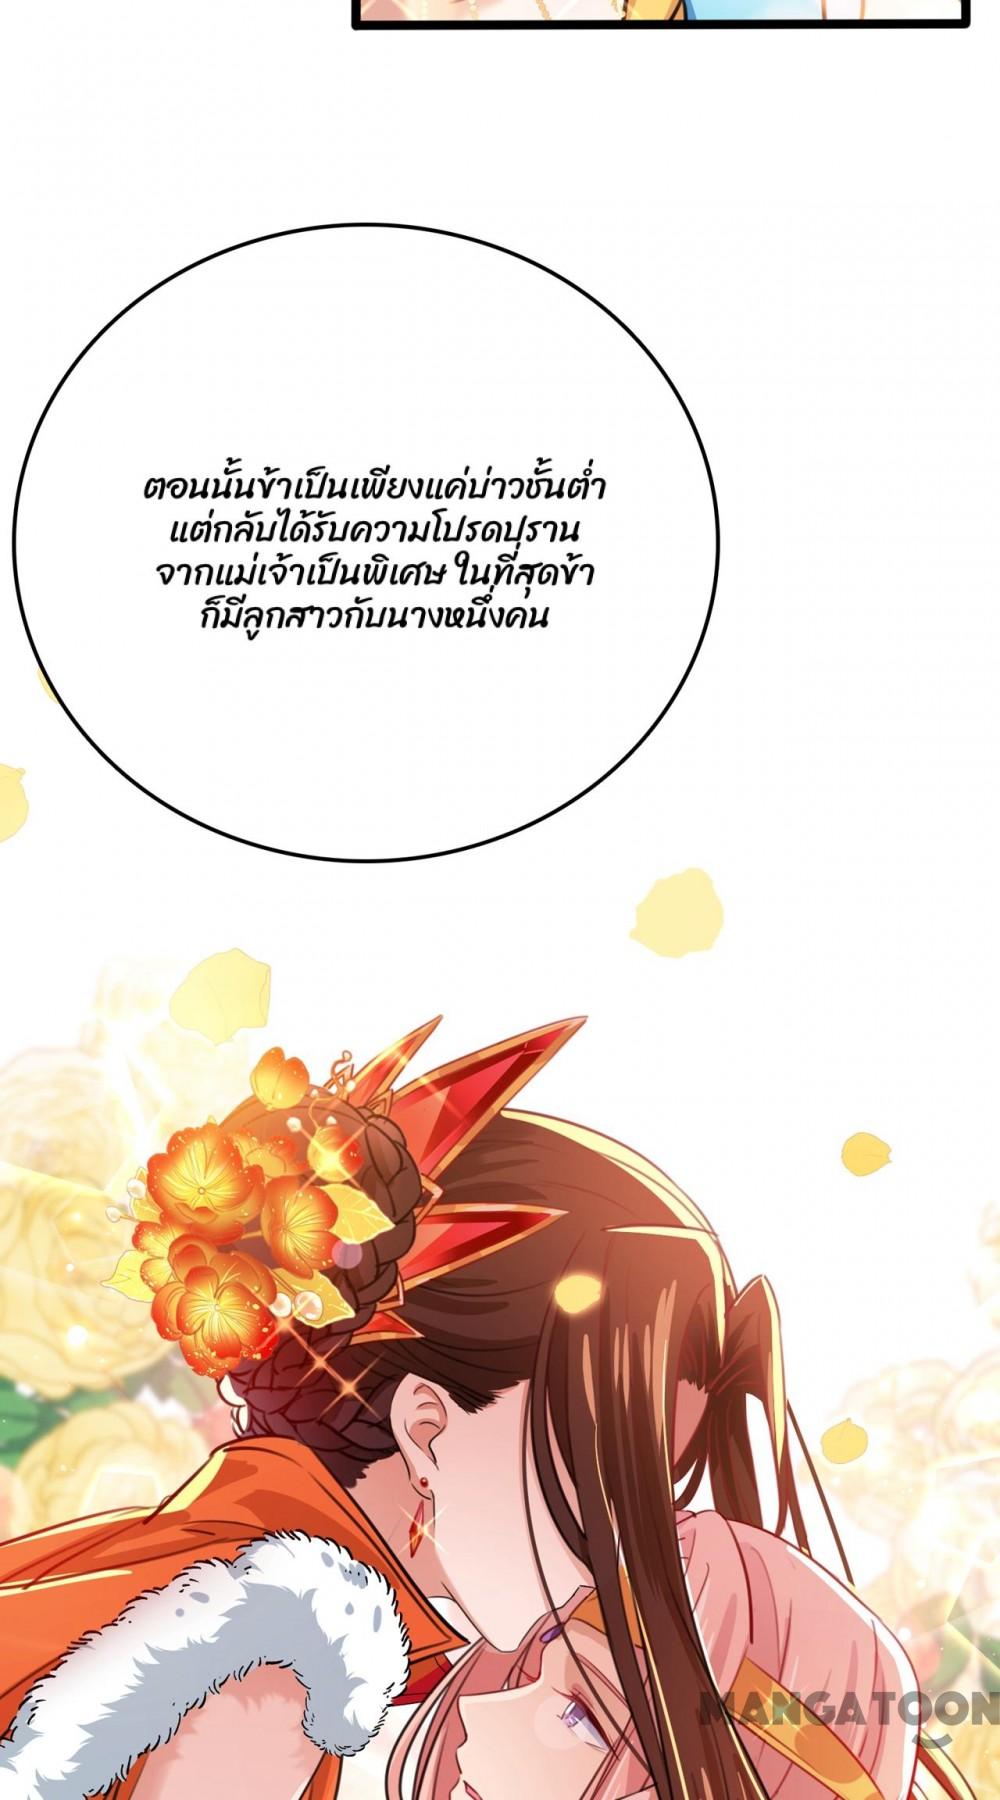 ตอนนั้นข้าเป็นเพียงแค่บ่าวชั้นต่ำ
แต่กลับได้รับความโปรดปราน
จากแม่เจ้าเป็นพิเศษ ในที่สุดข้า
ก็มีลูกสาวกับนางหนึ่งคน
MANGATOON